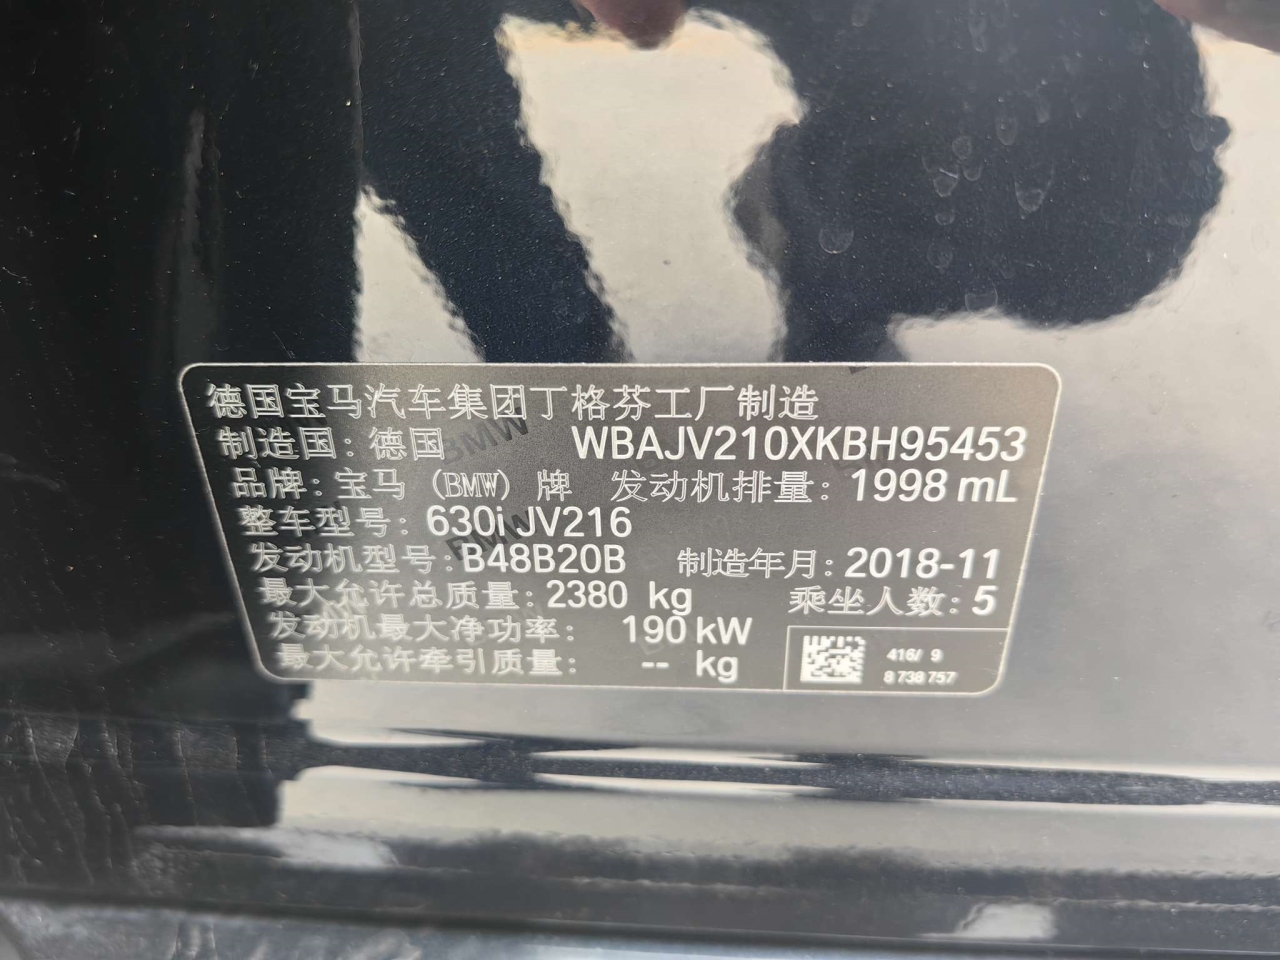 德国宝马汽车集团丁格芬工厂制造
制造国：德国 WBAJV210XKBH95453
品牌：宝马（BMW）牌 发动机排量：1998 mL
整车型号：630i JV216
发动机型号：B48B20B 制造年月：2018-11
最大允许总质量：2380 kg 乘坐人数：5
发动机最大净功率： 190 kW
最大允许牵引质量： -- kg
416/ 9
8 738 757
BMW
BMW